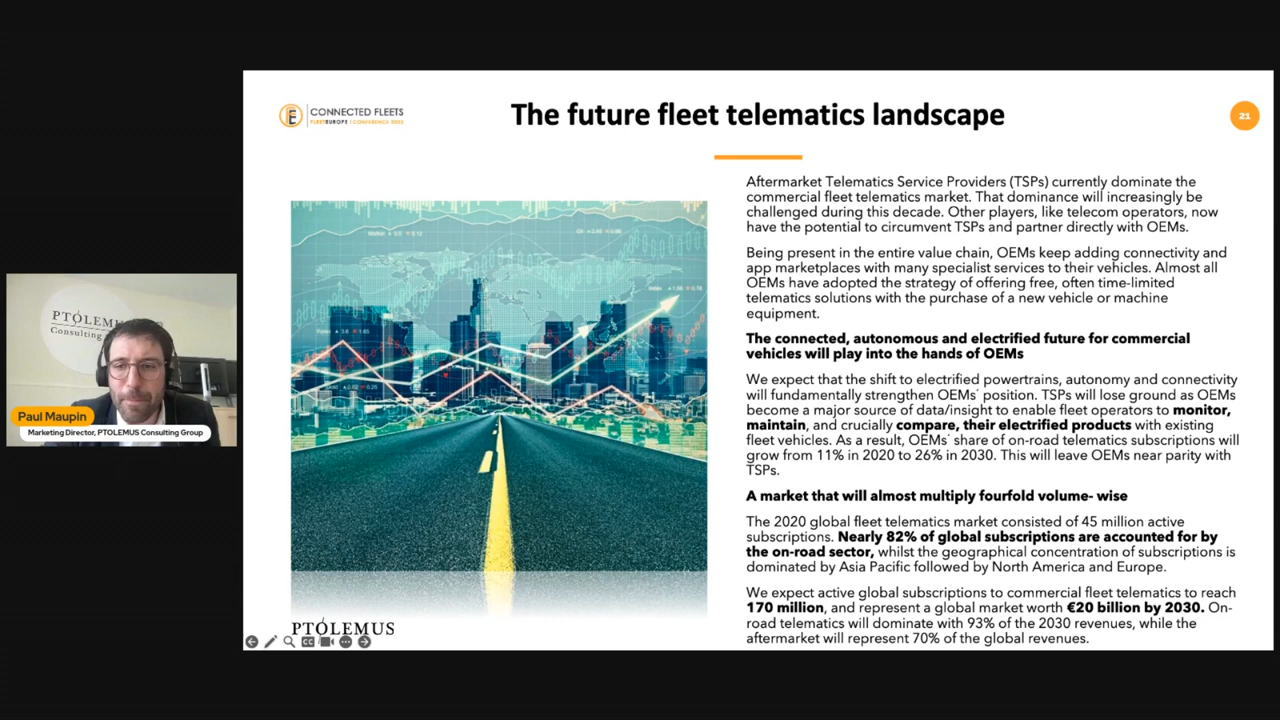 CONNECTED FLEETS
FLEETEUROPE | CONFERENCE 2023
The future fleet telematics landscape
21
Aftermarket Telematics Service Providers (TSPs) currently dominate the
commercial fleet telematics market. That dominance will increasingly be
challenged during this decade. Other players, like telecom operators, now
have the potential to circumvent TSPs and partner directly with OEMs.
Being present in the entire value chain, OEMs keep adding connectivity and
app marketplaces with many specialist services to their vehicles. Almost all
OEMs have adopted the strategy of offering free, often time-limited
telematics solutions with the purchase of a new vehicle or machine
equipment.
The connected, autonomous and electrified future for commercial
vehicles will play into the hands of OEMs
We expect that the shift to electrified powertrains, autonomy and connectivity
will fundamentally strengthen OEMs´ position. TSPs will lose ground as OEMs
become a major source of data/insight to enable fleet operators to monitor,
maintain, and crucially compare, their electrified products with existing
fleet vehicles. As a result, OEMs´ share of on-road telematics subscriptions will
grow from 11% in 2020 to 26% in 2030. This will leave OEMs near parity with
TSPs.
A market that will almost multiply fourfold volume- wise
The 2020 global fleet telematics market consisted of 45 million active
subscriptions. Nearly 82% of global subscriptions are accounted for by
the on-road sector, whilst the geographical concentration of subscriptions is
dominated by Asia Pacific followed by North America and Europe.
We expect active global subscriptions to commercial fleet telematics to reach
170 million, and represent a global market worth €20 billion by 2030. On-
road telematics will dominate with 93% of the 2030 revenues, while the
aftermarket will represent 70% of the global revenues.
PTOLEMUS
CC
PTÓLEM
Consulting
Paul Maupin
Marketing Director, PTOLEMUS Consulting Group